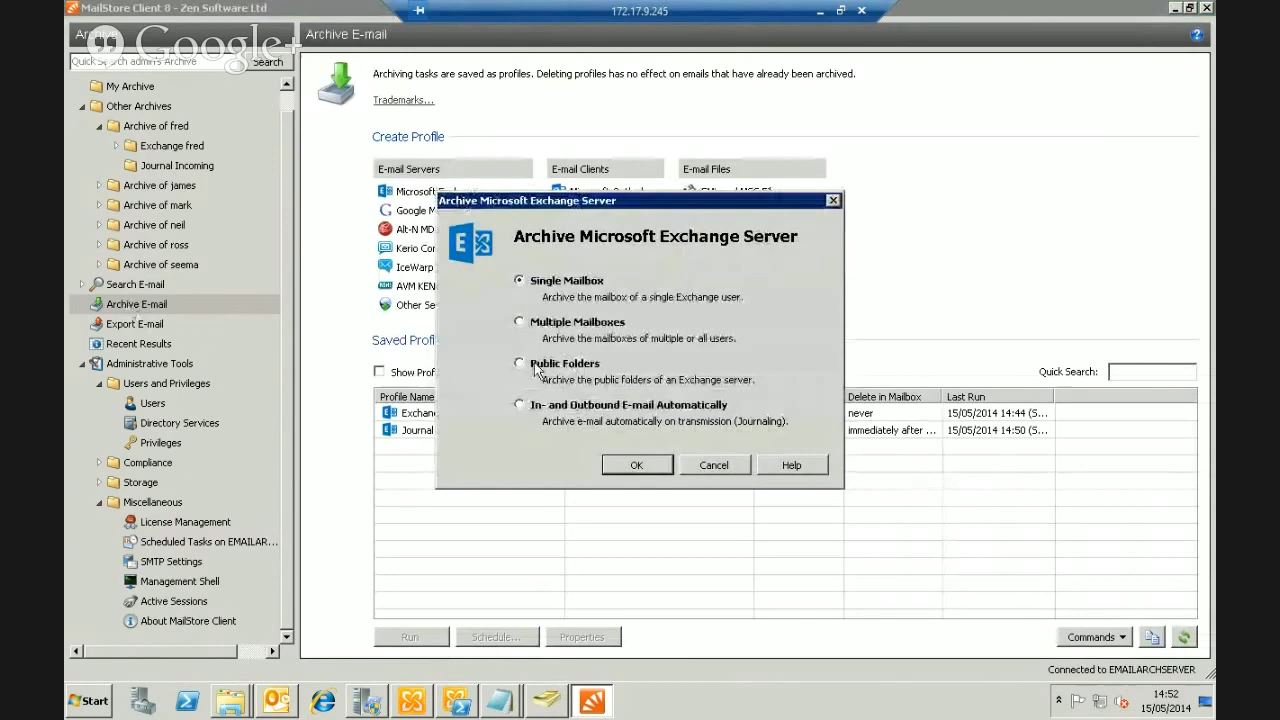 MailStore Client 8 - Zen Software Ltd
172.17.9.245
Archive E-mail
Google+
Search
My Archive
Other Archives
Archive of fred
Exchange fred
Journal Incoming
Archive of james
Archive of mark
Archive of neil
Archive of ross
Archive of seema
Search E-mail
Archive E-mail
Export E-mail
Recent Results
Administrative Tools
Users and Privileges
Users
Directory Services
Privileges
Compliance
Storage
Miscellaneous
License Management
Scheduled Tasks on EMAILAR...
SMTP Settings
Management Shell
Active Sessions
About MailStore Client
Archiving tasks are saved as profiles. Deleting profiles has no effect on emails that have already been archived.
Trademarks...
Create Profile
E-mail Servers
E-mail Clients
E-mail Files
Google M
Alt-N MD
Kerio Cor
IceWarp
AVM KEN
Other Se
Archive Microsoft Exchange Server
Archive Microsoft Exchange Server
Single Mailbox
Archive the mailbox of a single Exchange user.
Multiple Mailboxes
Archive the mailboxes of multiple or all users.
Public Folders
Archive the public folders of an Exchange server.
In- and Outbound E-mail Automatically
Archive e-mail automatically on transmission (Journaling).
OK Cancel Help
Saved Profi
Show Prof
Quick Search:
Profile Name Delete in Mailbox Last Run
Exchan never 15/05/2014 14:44 (S...
Journal immediately after ... 15/05/2014 14:50 (S...
Run Schedule... Properties Commands
Connected to EMAILARCHSERVER
Start
14:52
15/05/2014